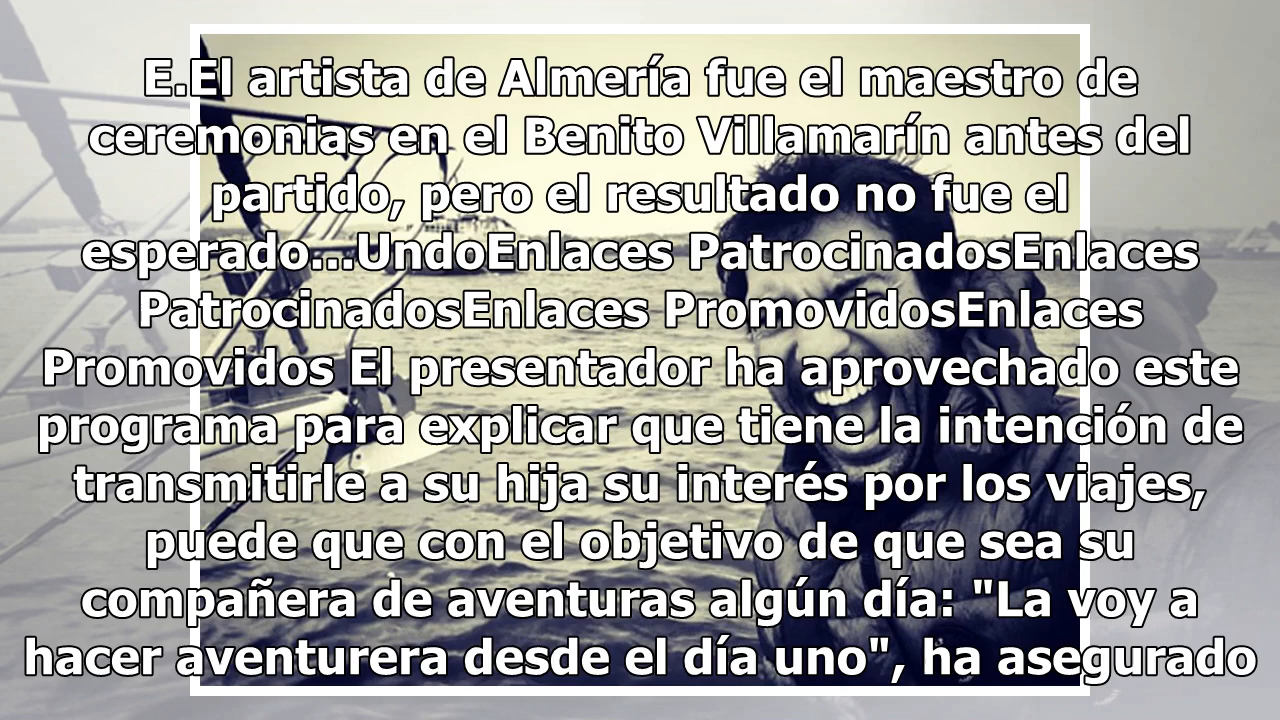 E.El artista de Almería fue el maestro de
ceremonias en el Benito Villamarín antes del
partido, pero el resultado no fue el
esperado...UndoEnlaces PatrocinadosEnlaces
PatrocinadosEnlaces PromovidosEnlaces
Promovidos El presentador ha aprovechado este
programa para explicar que tiene la intención de
transmitirle a su hija su interés por los viajes,
puede que con el objetivo de que sea su
compañera de aventuras algún día: "La voy a
hacer aventurera desde el día uno", ha asegurado